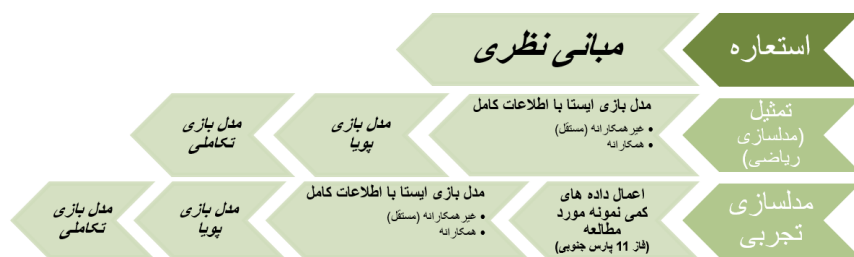 استعاره
مبانی نظری
تمثیل
(مدلسازی
ریاضی)
مدل بازی ایستا با اطلاعات کامل
• غیرهمکارانه (مستقل)
• همکارانه
مدل بازی
پویا
مدل بازی
تکاملی
مدلسازی
تجربی
اعمال داده های
کمی نمونه مورد
مطالعه
(فاز 11 پارس جنوبی)
مدل بازی ایستا با اطلاعات کامل
• غیرهمکارانه (مستقل)
• همکارانه
مدل بازی
پویا
مدل بازی
تکاملی